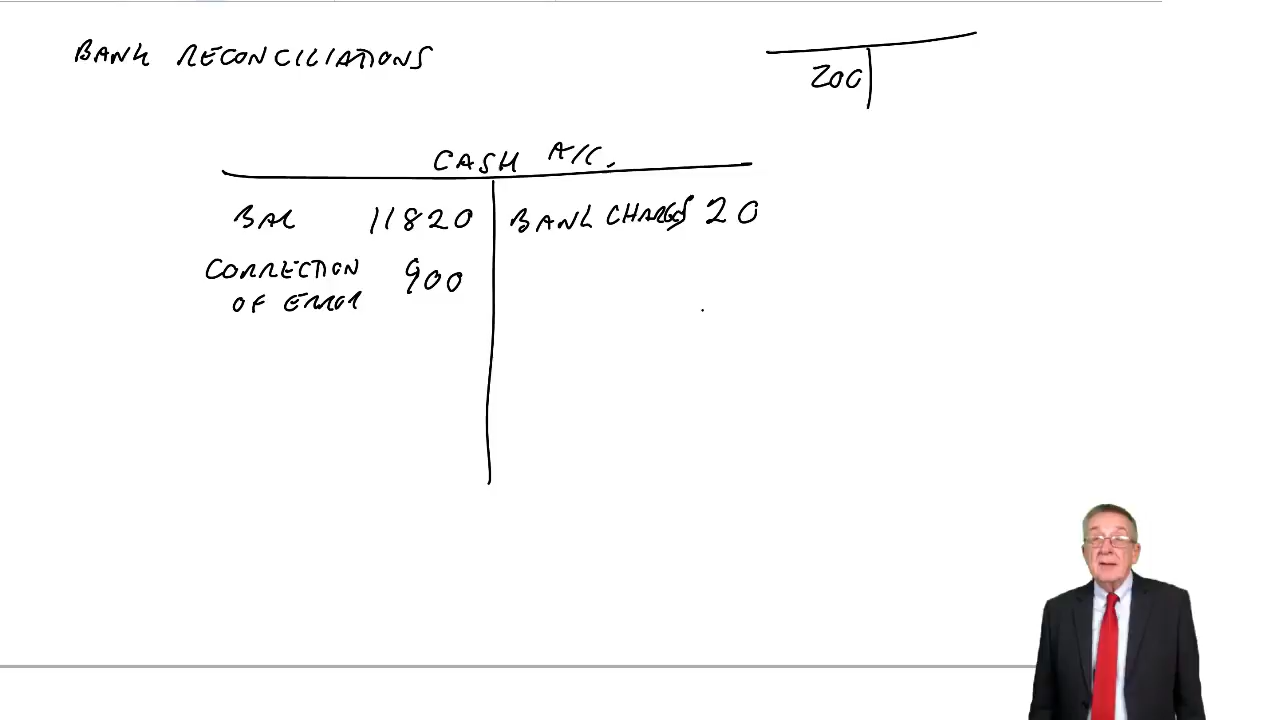 BANK RECONCILIATIONS
200
CASH A/C.
BAL 11820 BANK CHARGES 20
CORRECTION 900
OF ERROR